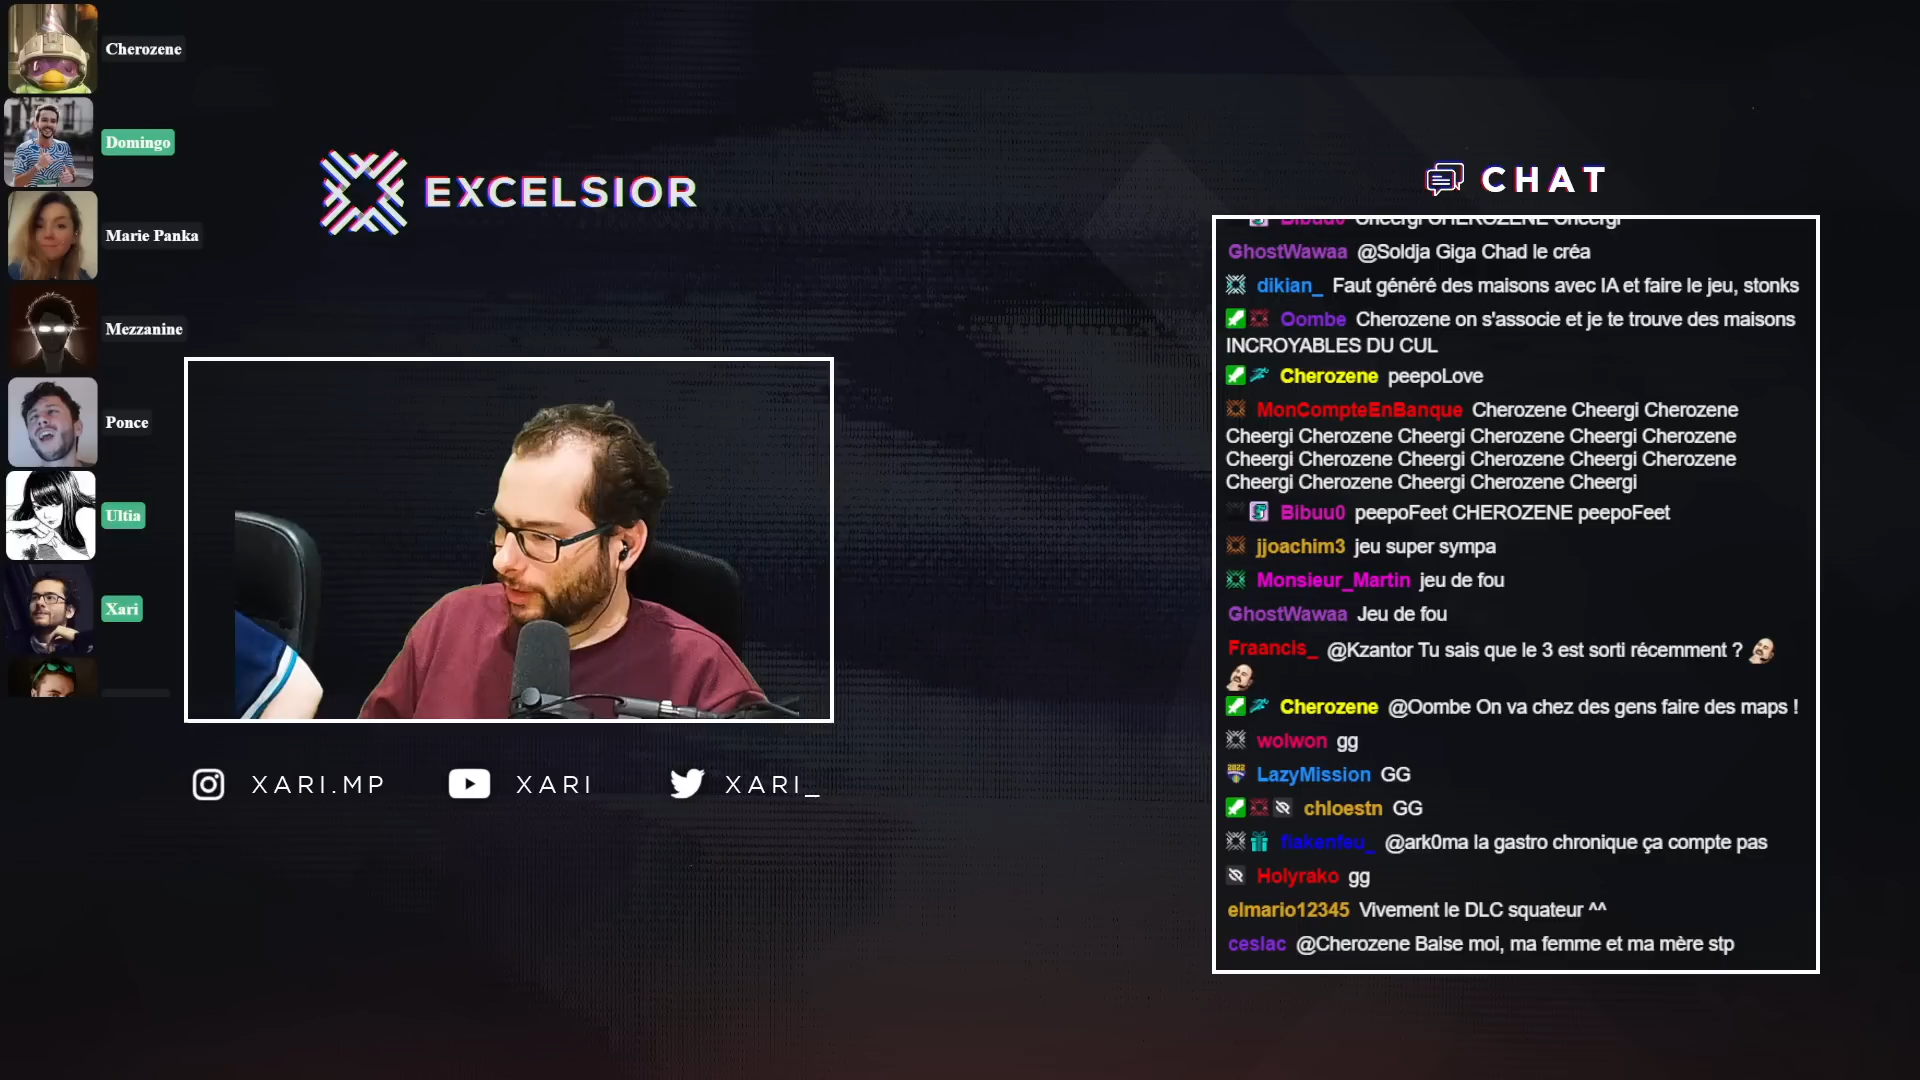 Cherozene
Domingo
Marie Panka
Mezzanine
Ponce
Ultia
Xari
EXCELSIOR
XARI.MP
XARI
XARI_
CHAT
Bibuu0 Cheergi CHEROZENE Cheergi
GhostWawaa @Soldja Giga Chad le créa
dikian_ Faut généré des maisons avec IA et faire le jeu, stonks
Oombe Cherozene on s'associe et je te trouve des maisons
INCROYABLES DU CUL
Cherozene peepoLove
MonCompteEnBanque Cherozene Cheergi Cherozene
Cheergi Cherozene Cheergi Cherozene Cheergi Cherozene
Cheergi Cherozene Cheergi Cherozene Cheergi Cherozene
Cheergi Cherozene Cheergi Cherozene Cheergi
Bibuu0 peepoFeet CHEROZENE peepoFeet
jjoachim3 jeu super sympa
Monsieur_Martin jeu de fou
GhostWawaa Jeu de fou
Fraancis_ @Kzantor Tu sais que le 3 est sorti récemment ?
Cherozene @Oombe On va chez des gens faire des maps !
wolwon gg
LazyMission GG
chloestn GG
flakenfeu_ @ark0ma la gastro chronique ça compte pas
Holyrako gg
elmario12345 Vivement le DLC squateur ^^
ceslac @Cherozene Baise moi, ma femme et ma mère stp